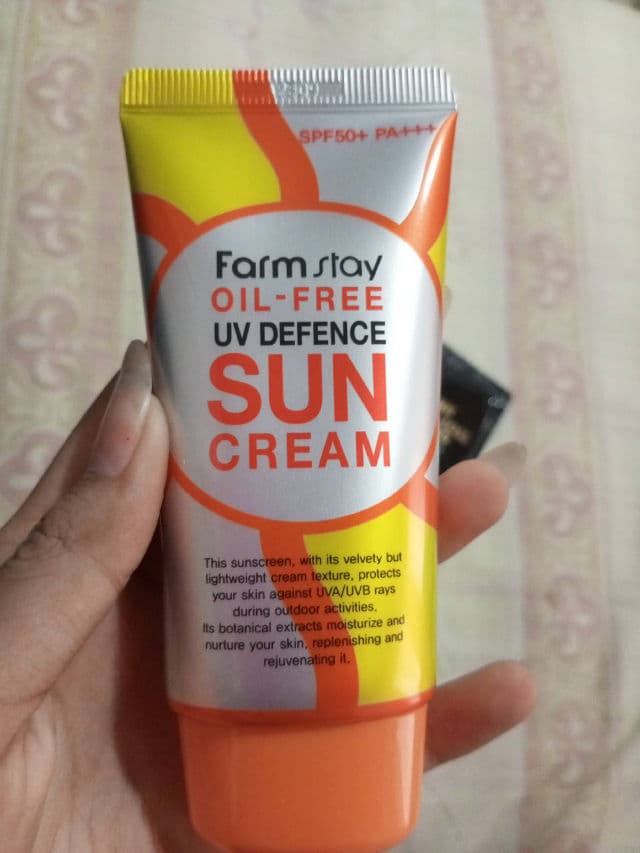 SPF50+ PA+++
Farm stay
OIL-FREE
UV DEFENCE
SUN
CREAM
This sunscreen, with its velvety but
lightweight cream texture, protects
your skin against UVA/UVB rays
during outdoor activities.
Its botanical extracts moisturize and
nurture your skin, replenishing and
rejuvenating it.